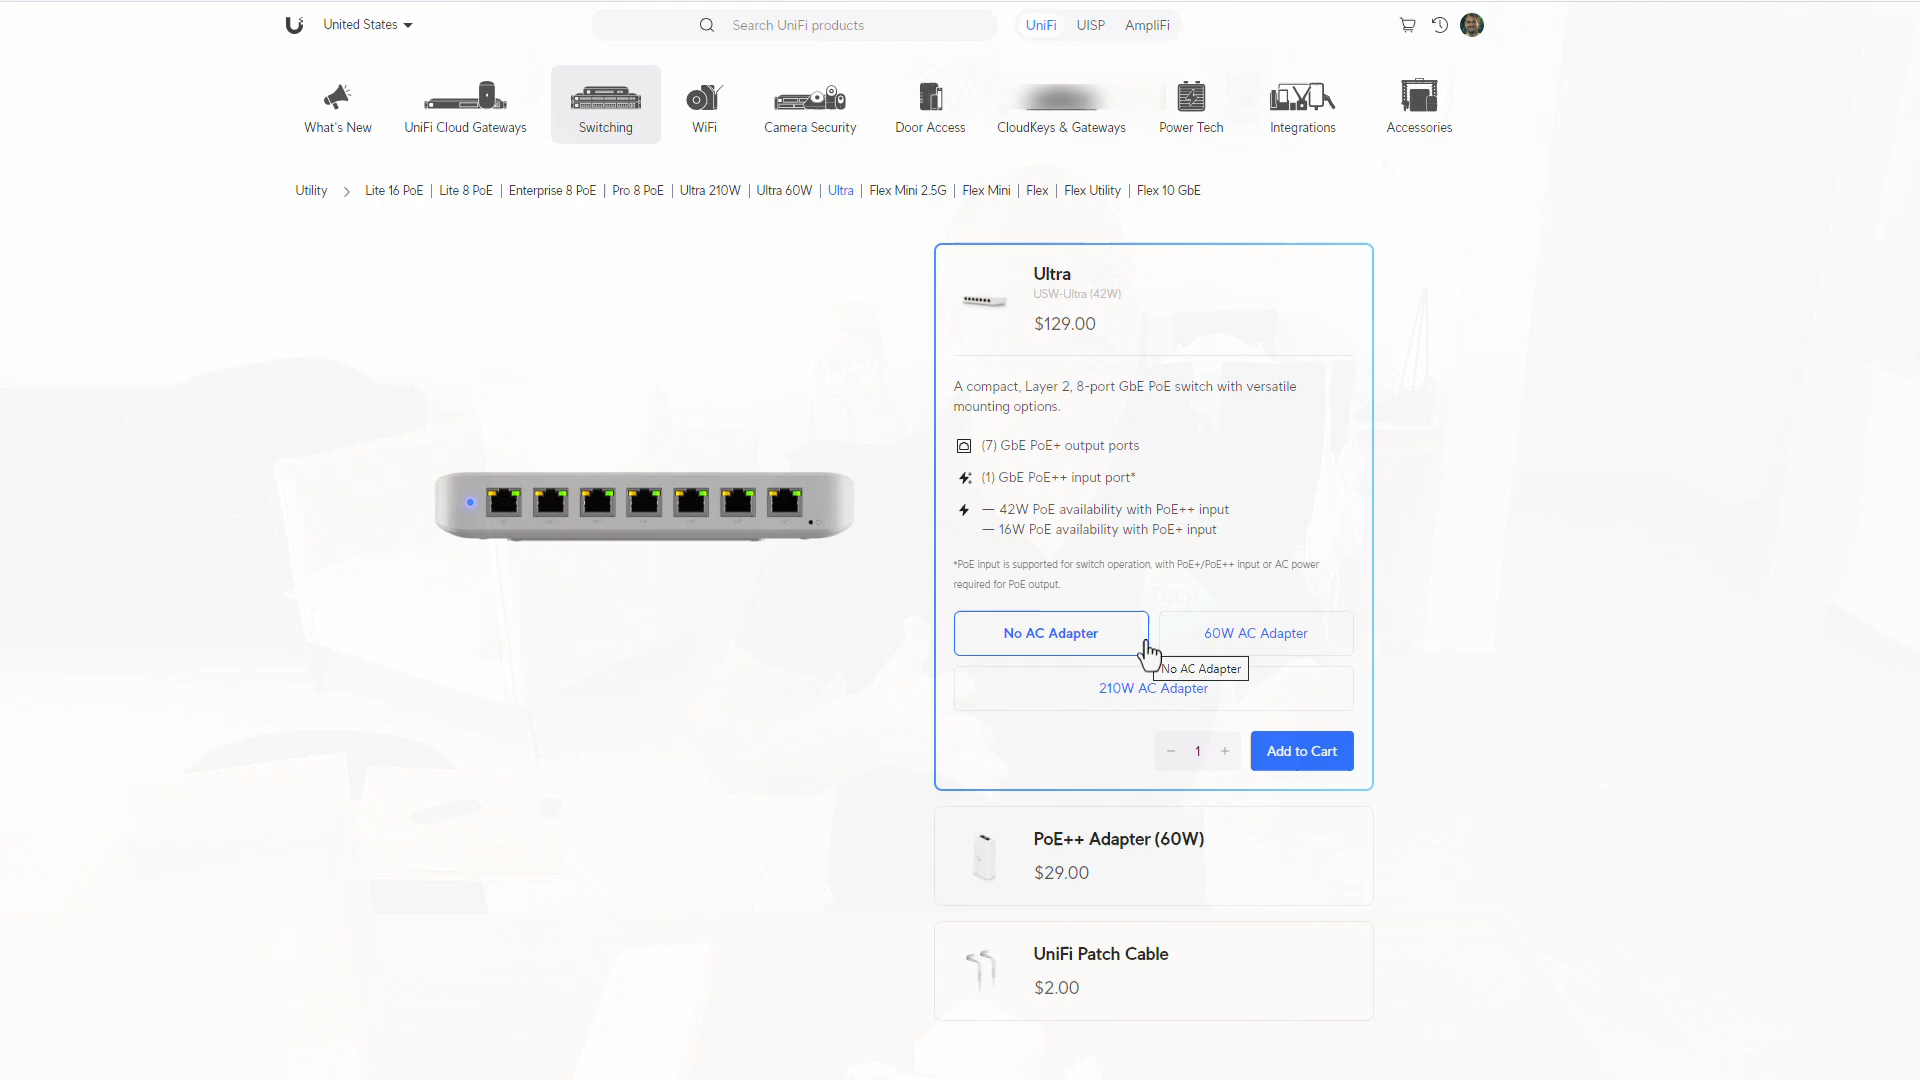 United States
Search UniFi products
UniFi
UISP
AmpliFi
What's New
UniFi Cloud Gateways
Switching
WiFi
Camera Security
Door Access
CloudKeys & Gateways
Power Tech
Integrations
Accessories
Utility
Lite 16 PoE | Lite 8 PoE | Enterprise 8 PoE | Pro 8 PoE | Ultra 210W | Ultra 60W | Ultra | Flex Mini 2.5G | Flex Mini | Flex | Flex Utility | Flex 10 GbE
Ultra
USW-Ultra (42W)
$129.00
A compact, Layer 2, 8-port GbE PoE switch with versatile
mounting options.
(7) GbE PoE+ output ports
(1) GbE PoE++ input port*
— 42W PoE availability with PoE++ input
— 16W PoE availability with PoE+ input
*PoE input is supported for switch operation, with PoE+/PoE++ input or AC power
required for PoE output.
TECH
No AC Adapter
60W AC Adapter
No AC Adapter
210W AC Adapter
− 1 +
Add to Cart
PoE++ Adapter (60W)
$29.00
UniFi Patch Cable
$2.00